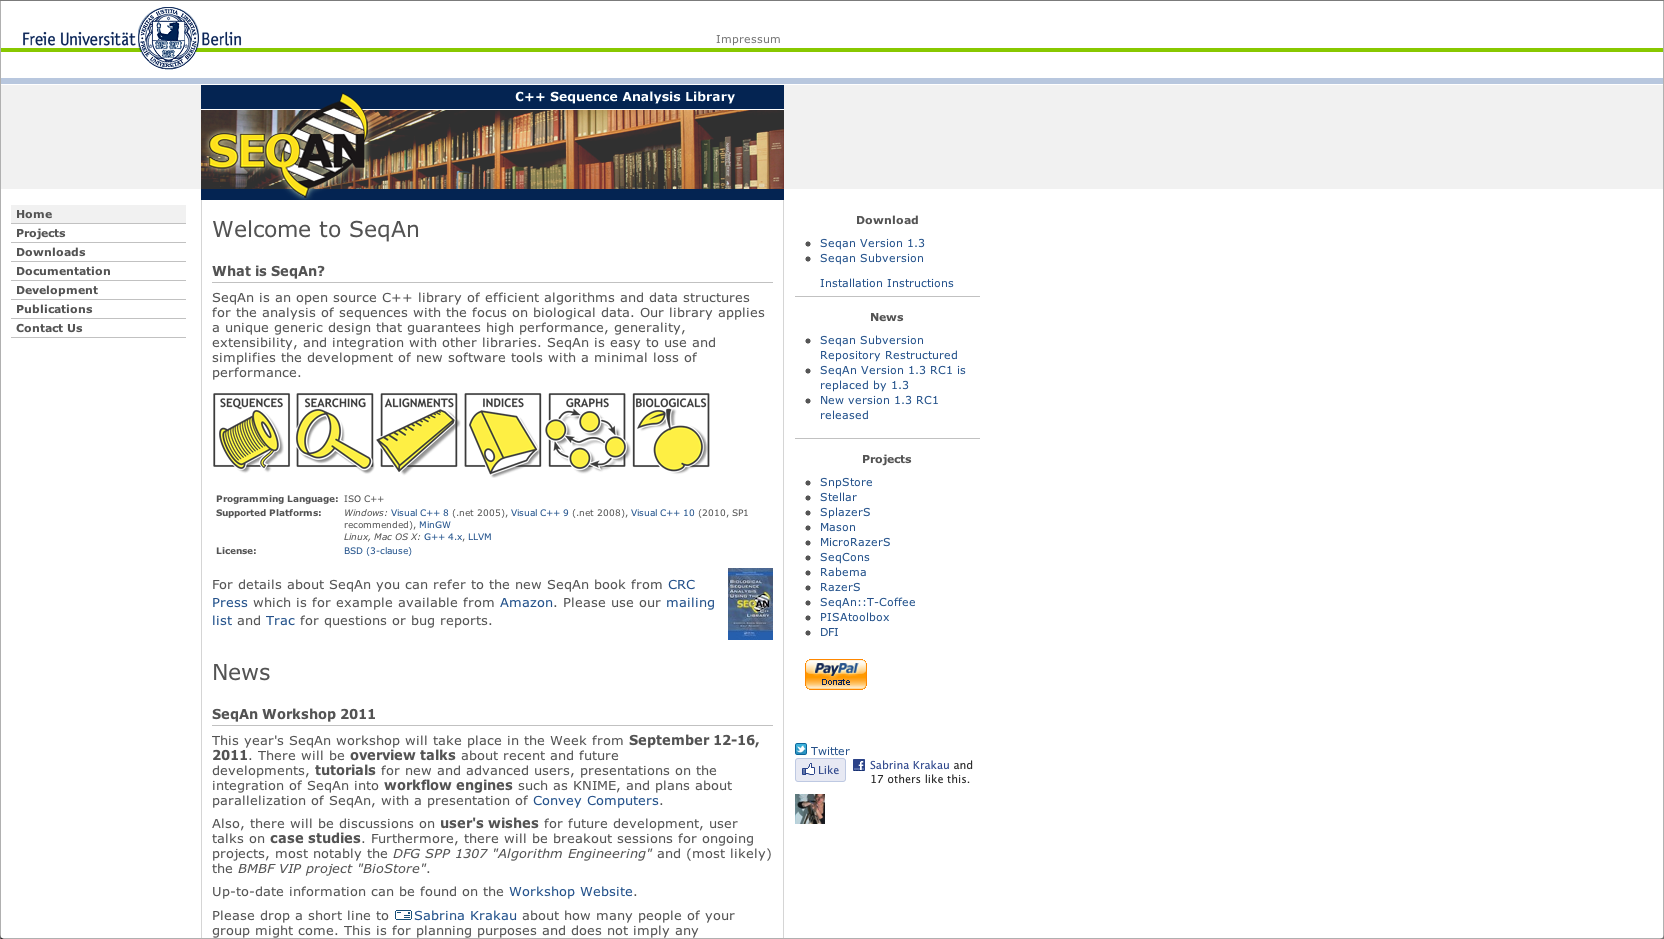 Freie Universität Berlin
Impressum
C++ Sequence Analysis Library
SEQAN
Home
Projects
Downloads
Documentation
Development
Publications
Contact Us
Welcome to SeqAn
What is SeqAn?
SeqAn is an open source C++ library of efficient algorithms and data structures
for the analysis of sequences with the focus on biological data. Our library applies
a unique generic design that guarantees high performance, generality,
extensibility, and integration with other libraries. SeqAn is easy to use and
simplifies the development of new software tools with a minimal loss of
performance.
SEQUENCES SEARCHING ALIGNMENTS INDICES GRAPHS BIOLOGICALS
Programming Language: ISO C++
Supported Platforms: Windows: Visual C++ 8 (.net 2005), Visual C++ 9 (.net 2008), Visual C++ 10 (2010, SP1
recommended), MinGW
Linux, Mac OS X: G++ 4.x, LLVM
License: BSD (3-clause)
For details about SeqAn you can refer to the new SeqAn book from CRC
Press which is for example available from Amazon. Please use our mailing
list and Trac for questions or bug reports.
BIOLOGICAL
SEQUENCE
ANALYSIS
USING THE
SEQAN
LIBRARY
News
SeqAn Workshop 2011
This year's SeqAn workshop will take place in the Week from September 12-16,
2011. There will be overview talks about recent and future
developments, tutorials for new and advanced users, presentations on the
integration of SeqAn into workflow engines such as KNIME, and plans about
parallelization of SeqAn, with a presentation of Convey Computers.
Also, there will be discussions on user's wishes for future development, user
talks on case studies. Furthermore, there will be breakout sessions for ongoing
projects, most notably the DFG SPP 1307 "Algorithm Engineering" and (most likely)
the BMBF VIP project "BioStore".
Up-to-date information can be found on the Workshop Website.
Please drop a short line to Sabrina Krakau about how many people of your
group might come. This is for planning purposes and does not imply any
Download
Seqan Version 1.3
Seqan Subversion
Installation Instructions
News
Seqan Subversion
Repository Restructured
SeqAn Version 1.3 RC1 is
replaced by 1.3
New version 1.3 RC1
released
Projects
SnpStore
Stellar
SplazerS
Mason
MicroRazerS
SeqCons
Rabema
RazerS
SeqAn::T-Coffee
PISAtoolbox
DFI
PayPal
Donate
Twitter
Like
Sabrina Krakau and
17 others like this.